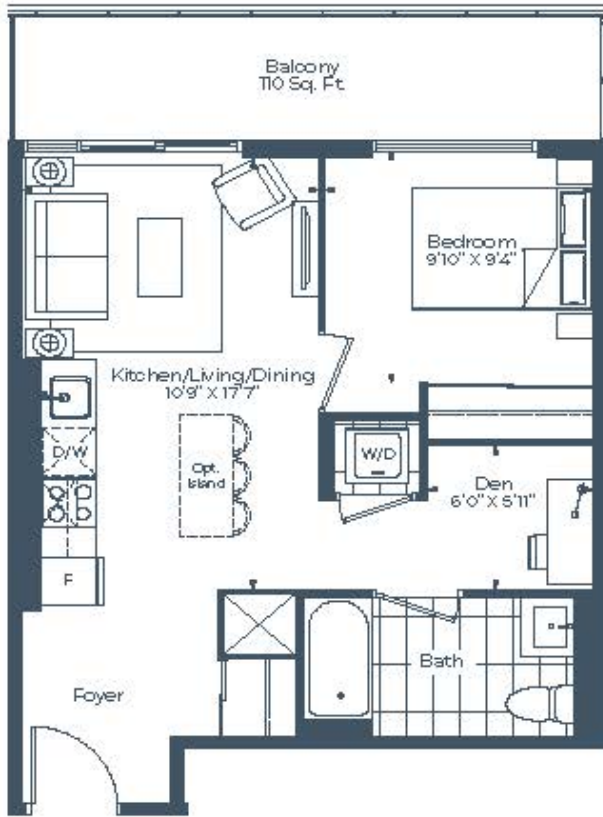 Balcony
110 Sq. Ft.
Bedroom
9'10" X 9'4"
Kitchen/Living/Dining
10'9" X 17'7"
D/W
Opt.
Island
W/D
Den
6'0" X 5'11"
F
Bath
Foyer